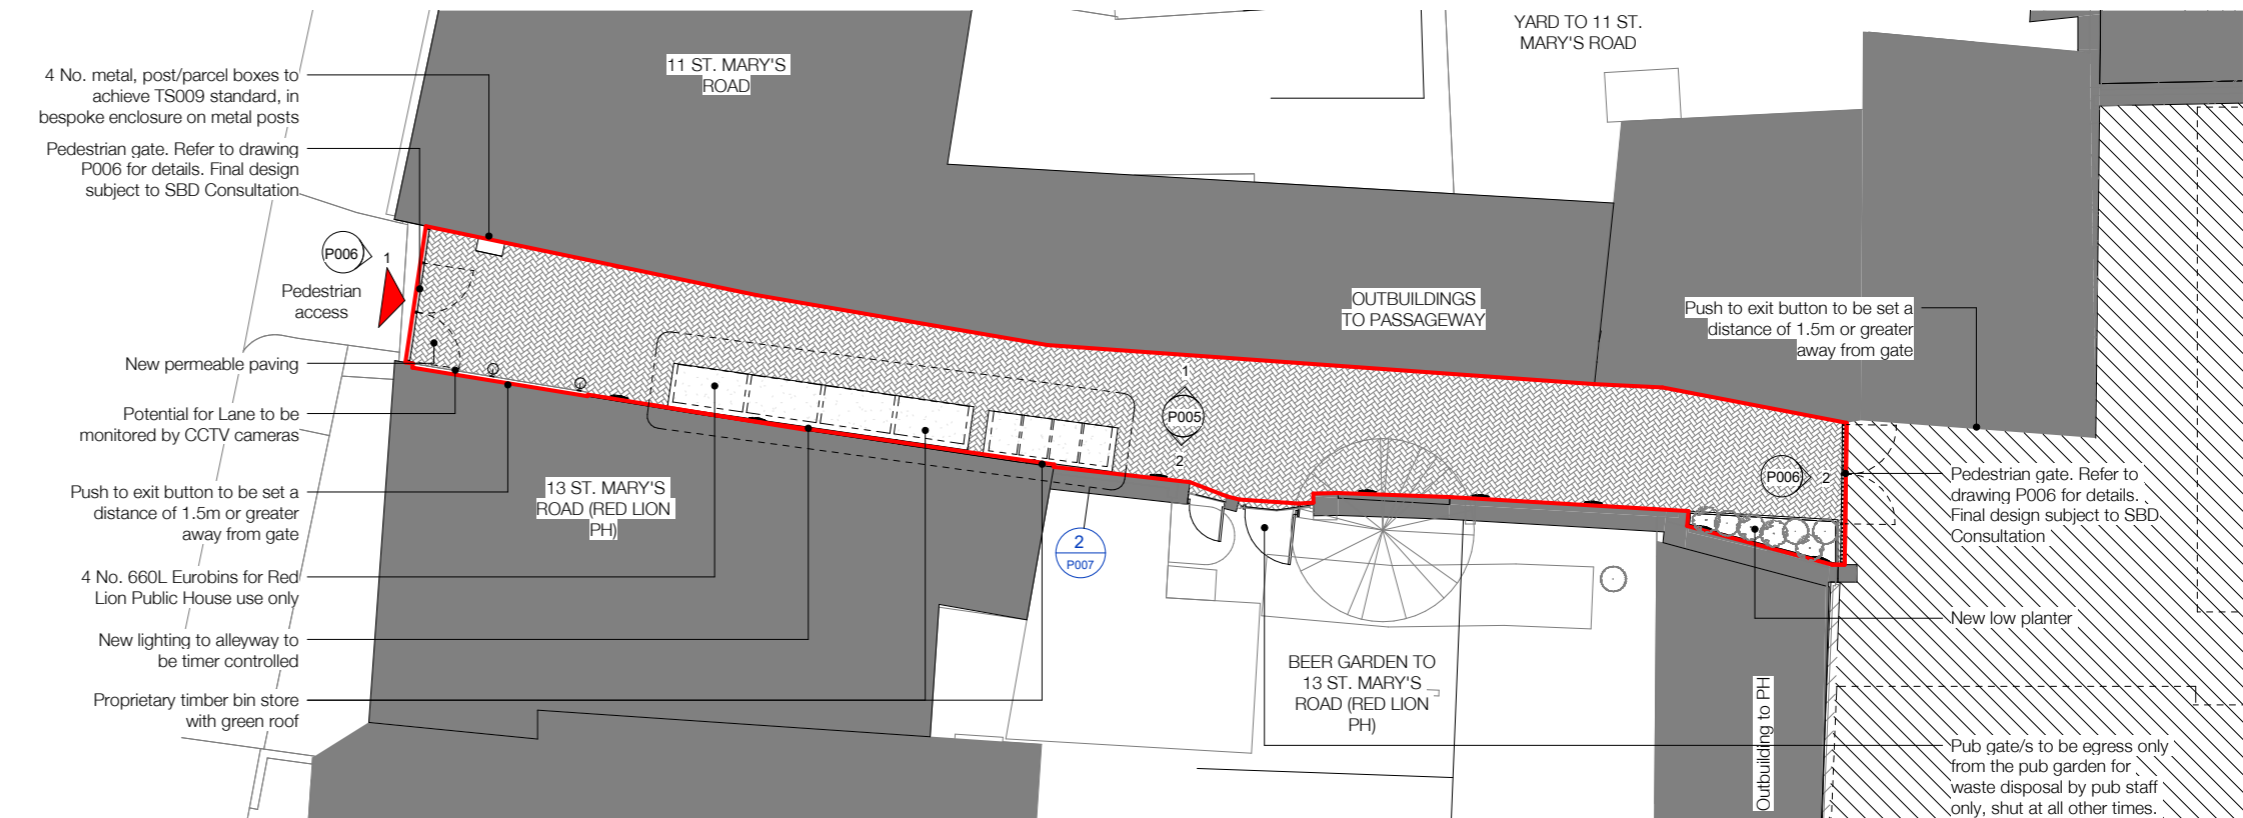 4 No. metal, post/parcel boxes to
achieve TS009 standard, in
bespoke enclosure on metal posts
Pedestrian gate. Refer to drawing
P006 for details. Final design
subject to SBD Consultation
P006
1
Pedestrian
access
New permeable paving
Potential for Lane to be
monitored by CCTV cameras
Push to exit button to be set a
distance of 1.5m or greater
away from gate
4 No. 660L Eurobins for Red
Lion Public House use only
New lighting to alleyway to
be timer controlled
Proprietary timber bin store
with green roof
11 ST. MARY'S
ROAD
YARD TO 11 ST.
MARY'S ROAD
OUTBUILDINGS
TO PASSAGEWAY
1
P005
2
13 ST. MARY'S
ROAD (RED LION
PH)
2
P007
BEER GARDEN TO
13 ST. MARY'S
ROAD (RED LION
PH)
Outbuilding to PH
Push to exit button to be set a
distance of 1.5m or greater
away from gate
P006
2
Pedestrian gate. Refer to
drawing P006 for details.
Final design subject to SBD
Consultation
New low planter
Pub gate/s to be egress only
from the pub garden for
waste disposal by pub staff
only, shut at all other times.